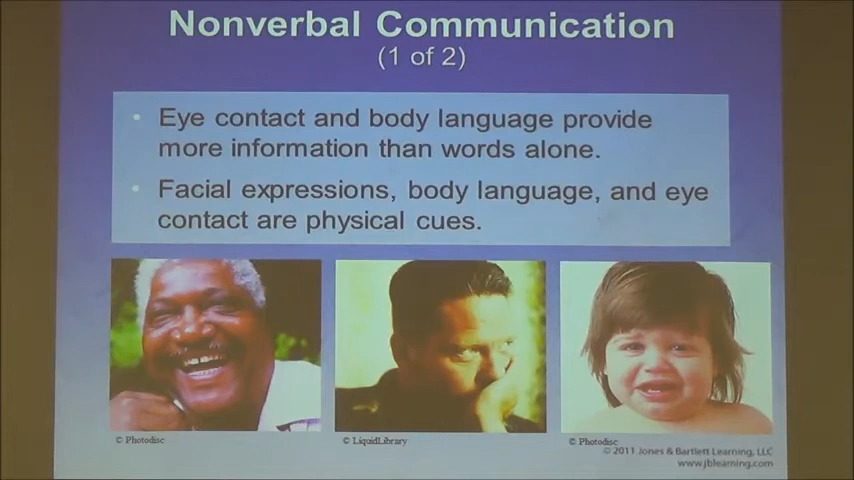 Nonverbal Communication
(1 of 2)
• Eye contact and body language provide
more information than words alone.
• Facial expressions, body language, and eye
contact are physical cues.
© Photodisc
© LiquidLibrary
© Photodisc
© 2011 Jones & Bartlett Learning, LLC
www.jblearning.com